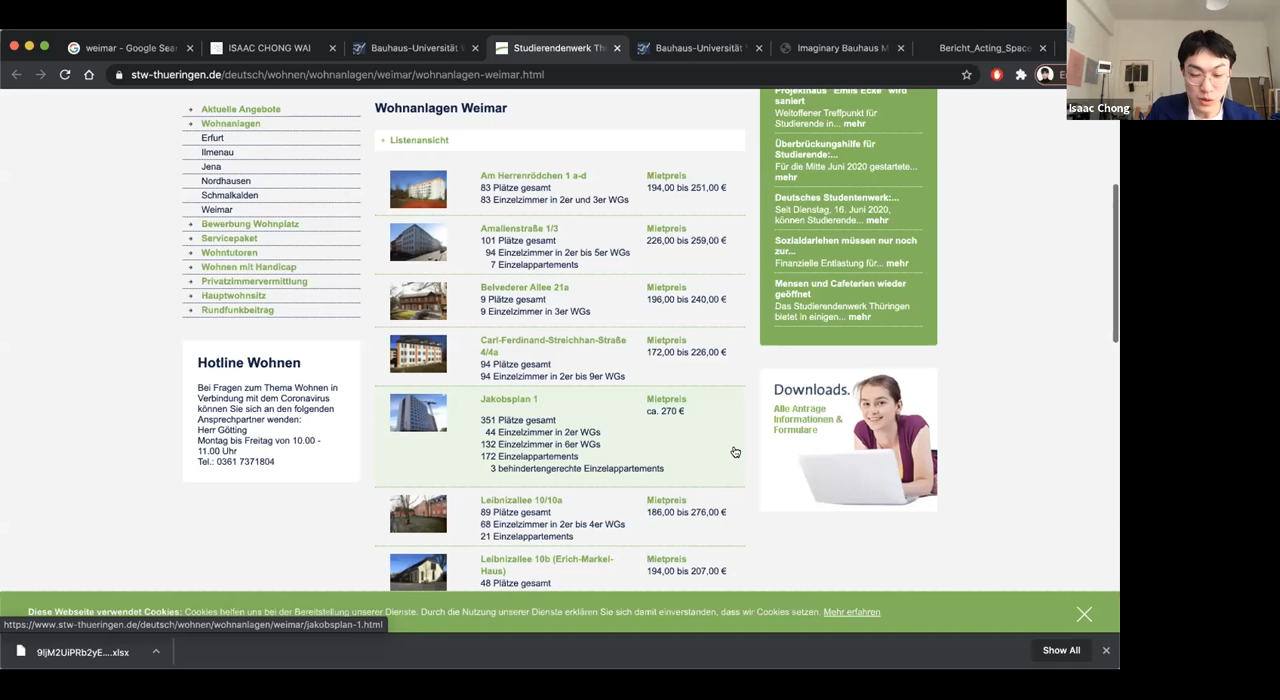 weimar - Google Sea
ISAAC CHONG WAI
Bauhaus-Universität
Studierendenwerk Th
Bauhaus-Universität
Imaginary Bauhaus M
Bericht_Acting_Space
stw-thueringen.de/deutsch/wohnen/wohnanlagen/weimar/wohnanlagen-weimar.html
Isaac Chong
Aktuelle Angebote
Wohnanlagen
Erfurt
Ilmenau
Jena
Nordhausen
Schmalkalden
Weimar
Bewerbung Wohnplatz
Servicepaket
Wohntutoren
Wohnen mit Handicap
Privatzimmervermittlung
Hauptwohnsitz
Rundfunkbeitrag
Hotline Wohnen
Bei Fragen zum Thema Wohnen in
Verbindung mit dem Coronavirus
können Sie sich an den folgenden
Ansprechpartner wenden:
Herr Götting
Montag bis Freitag von 10.00 -
11.00 Uhr
Tel.: 0361 7371804
Wohnanlagen Weimar
Listenansicht
Am Herrenrödchen 1 a-d
83 Plätze gesamt
83 Einzelzimmer in 2er und 3er WGs
Mietpreis
194,00 bis 251,00 €
Amalienstraße 1/3
101 Plätze gesamt
94 Einzelzimmer in 2er bis 5er WGs
7 Einzelappartements
Mietpreis
226,00 bis 259,00 €
Belvederer Allee 21a
9 Plätze gesamt
9 Einzelzimmer in 3er WGs
Mietpreis
196,00 bis 240,00 €
Carl-Ferdinand-Streichhan-Straße
4/4a
94 Plätze gesamt
94 Einzelzimmer in 2er bis 9er WGs
Mietpreis
172,00 bis 226,00 €
Jakobsplan 1
351 Plätze gesamt
44 Einzelzimmer in 2er WGs
132 Einzelzimmer in 6er WGs
172 Einzelappartements
3 behindertengerechte Einzelappartements
Mietpreis
ca. 270 €
Leibnizallee 10/10a
89 Plätze gesamt
68 Einzelzimmer in 2er bis 4er WGs
21 Einzelappartements
Mietpreis
186,00 bis 276,00 €
Leibnizallee 10b (Erich-Markel-
Haus)
48 Plätze gesamt
Mietpreis
194,00 bis 207,00 €
Projekthaus "Emils Ecke" wird
saniert
Weltoffener Treffpunkt für
Studierende in... mehr
Überbrückungshilfe für
Studierende:...
Für die Mitte Juni 2020 gestartete...
mehr
Deutsches Studentenwerk:...
Seit Dienstag, 16. Juni 2020,
können Studierende... mehr
Sozialdarlehen müssen nur noch
zur...
Finanzielle Entlastung für... mehr
Mensen und Cafeterien wieder
geöffnet
Das Studierendenwerk Thüringen
bietet in einigen... mehr
Downloads.
Alle Anträge
Informationen &
Formulare
Diese Webseite verwendet Cookies: Cookies helfen uns bei der Bereitstellung unserer Dienste. Durch die Nutzung unserer Dienste erklären Sie sich damit einverstanden, dass wir Cookies setzen. Mehr erfahren
https://www.stw-thueringen.de/deutsch/wohnen/wohnanlagen/weimar/jakobsplan-1.html
9IjM2UiPRb2yE....xlsx
Show All